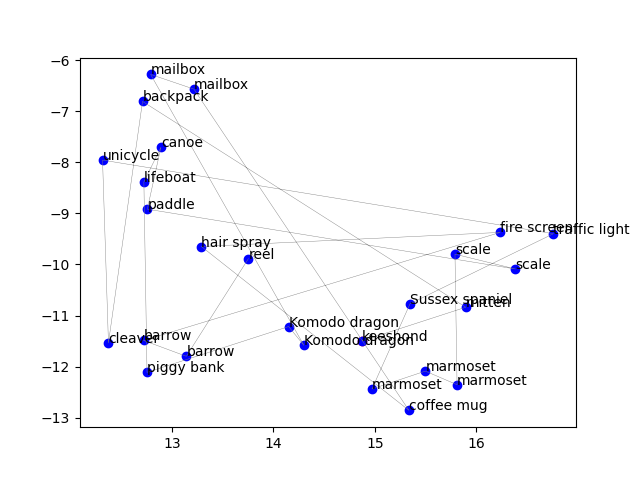 −6
mailbox
mailbox
backpack
−7
canoe
unicycle
−8
lifeboat
paddle
−9
fire screen
traffic light
hair spray
reel
scale
scale
−10
Sussex spaniel
mitten
−11
Komodo dragon
keeshond
Komodo dragon
barrow
cleaver
barrow
−12
piggy bank
marmoset
marmoset
marmoset
coffee mug
−13
13 14 15 16